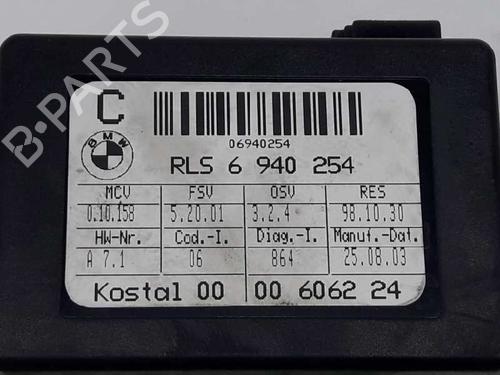 B-PARTS
C
BMW
06940254
RLS 6 940 254
MCV FSV OSV RES
0.10.158 5.20.01 3.2.4 98.10.30
HW-Nr. Cod.-I. Diag.-I. Manuf.-Dat.
A 7.1 06 864 25.08.03
Kostal 00 00 6062 24